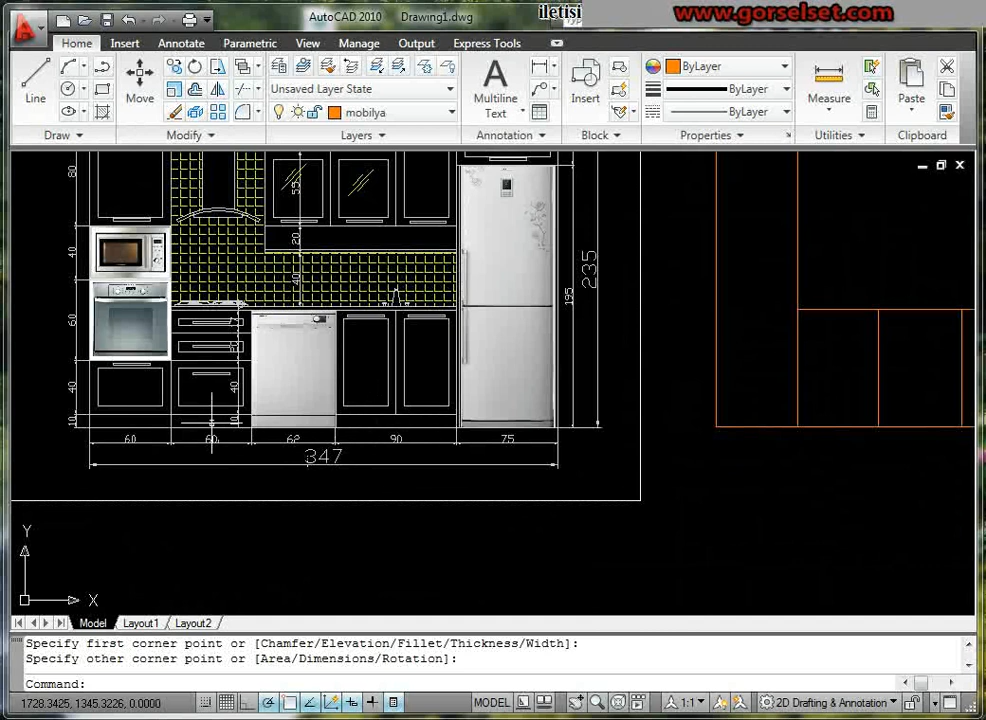 iletisi
www.gorselset.com
AutoCAD 2010 Drawing1.dwg
Home Insert Annotate Parametric View Manage Output Express Tools
Line Move Unsaved Layer State mobilya Multiline Text Insert ByLayer ByLayer ByLayer Measure Paste
Draw Modify Layers Annotation Block Properties Utilities Clipboard
80
55
40
20
40
60
235
195
40
40
10
10
60 60 62 90 75
347
Y
X
Model Layout1 Layout2
Specify first corner point or [Chamfer/Elevation/Fillet/Thickness/Width]:
Specify other corner point or [Area/Dimensions/Rotation]:
Command:
1728.3425, 1345.3226, 0.0000 MODEL 1:1 2D Drafting & Annotation